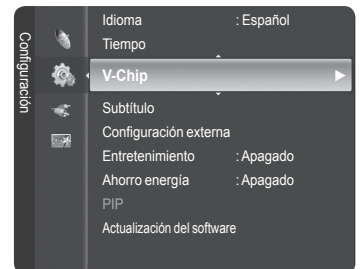 Configuración
Idioma : Español
Tiempo
V-Chip
Subtítulo
Configuración externa
Entretenimiento : Apagado
Ahorro energía : Apagado
PIP
Actualización del software